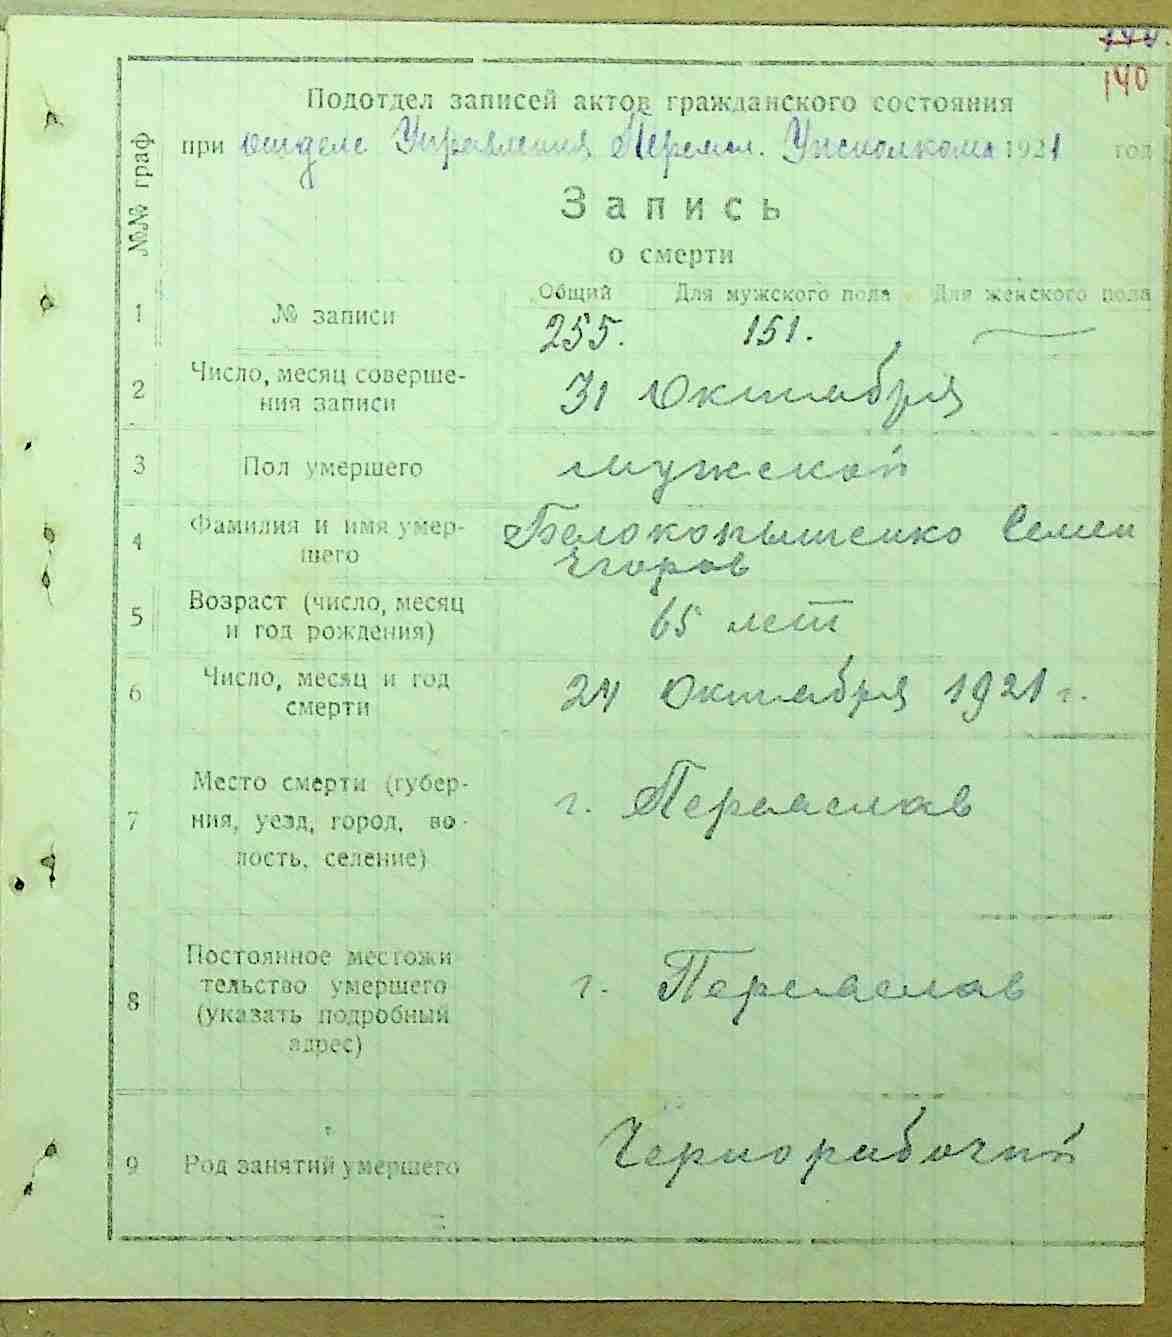 140
Подотдел записей актов гражданского состояния
при отделе Управления Переясл. Уисполкома 1921 год
№№ граф
Запись
о смерти
Общий Для мужского пола Для женского пола
1 № записи 255. 151.
2 Число, месяц соверше-
ния записи 31 Октября
3 Пол умершего мужской
4 Фамилия и имя умер- Белокопытенко Семен
шего Егоров
5 Возраст (число, месяц
и год рождения) 65 лет
6 Число, месяц и год
смерти 24 Октября 1921 г.
Место смерти (губер-
7 ния, уезд, город, во- г. Переяслав
лость, селение)
Постоянное местожи
тельство умершего г. Переяслав
8 (указать подробный
адрес)
9 Род занятий умершего Чернорабочий